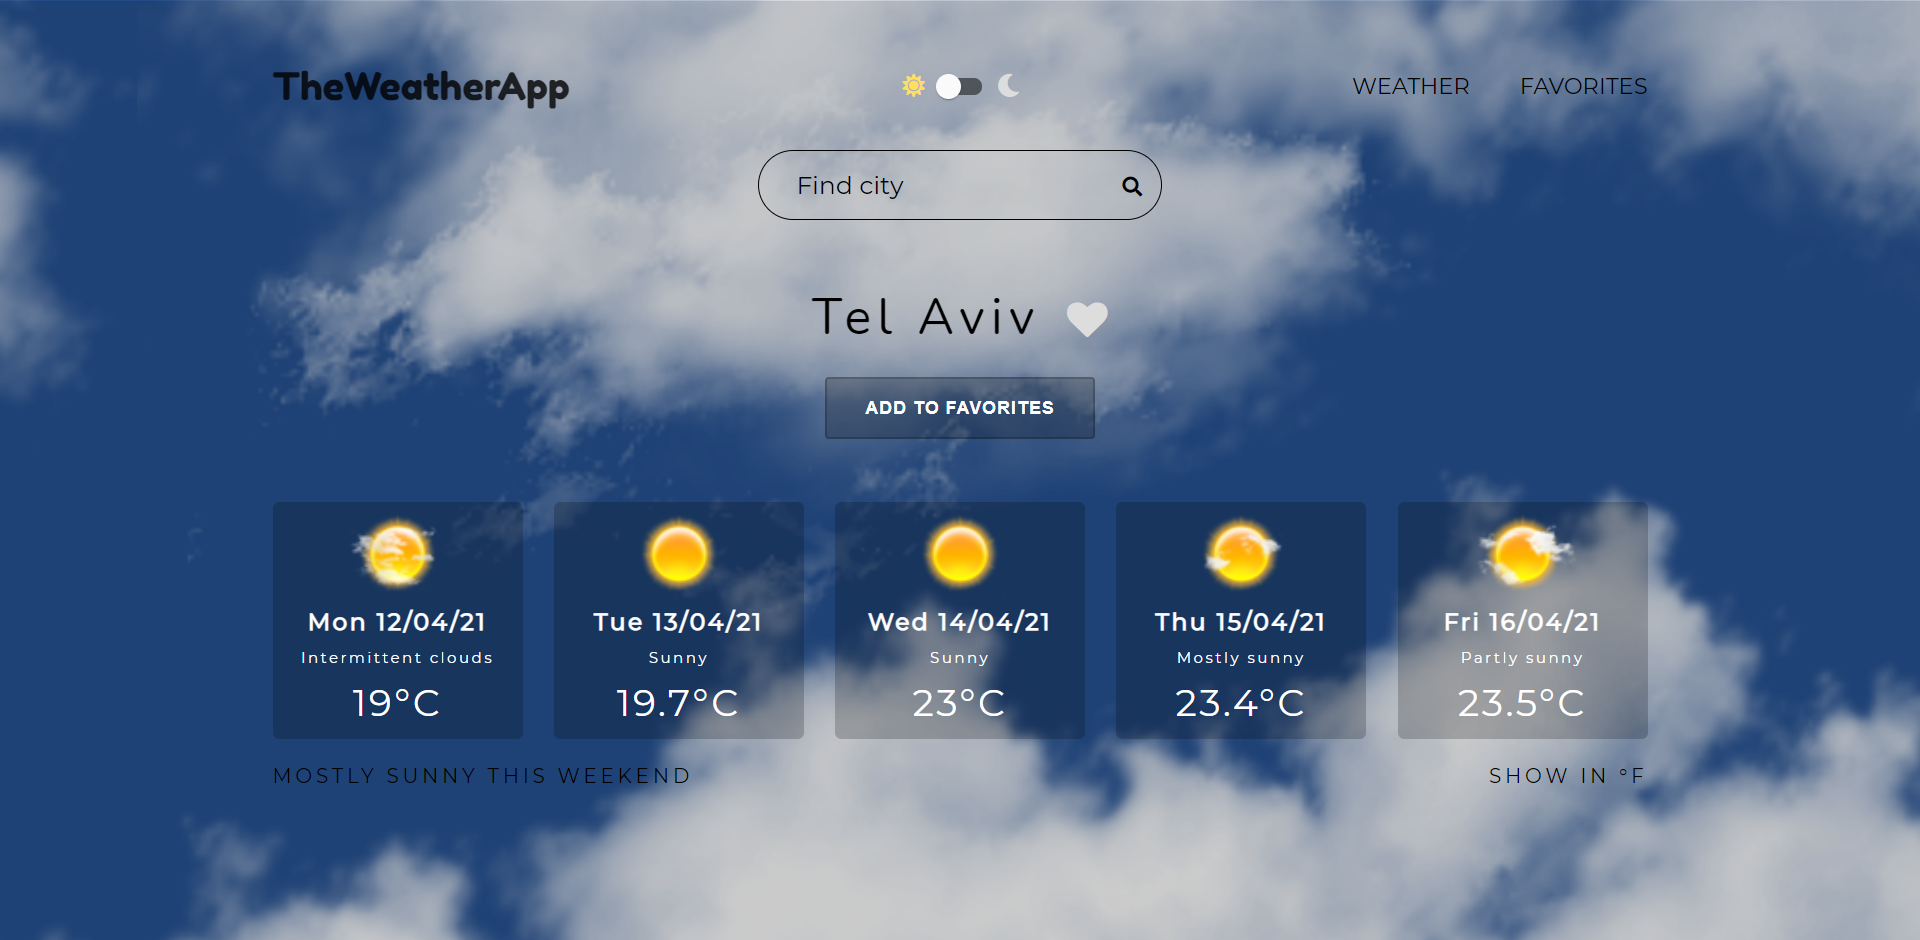 TheWeatherApp
WEATHER
FAVORITES
Find city
Tel Aviv
ADD TO FAVORITES
Mon 12/04/21
Intermittent clouds
19°C
Tue 13/04/21
Sunny
19.7°C
Wed 14/04/21
Sunny
23°C
Thu 15/04/21
Mostly sunny
23.4°C
Fri 16/04/21
Partly sunny
23.5°C
MOSTLY SUNNY THIS WEEKEND
SHOW IN °F